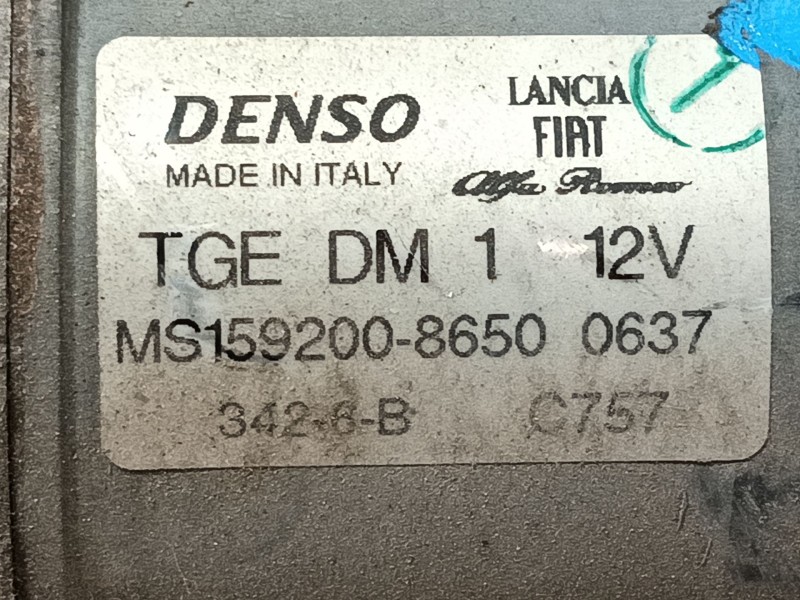 DENSO
MADE IN ITALY
LANCIA
FIAT
Alfa Romeo
TGE DM 1 12V
MS159200-8650 0637
342-6-B C757